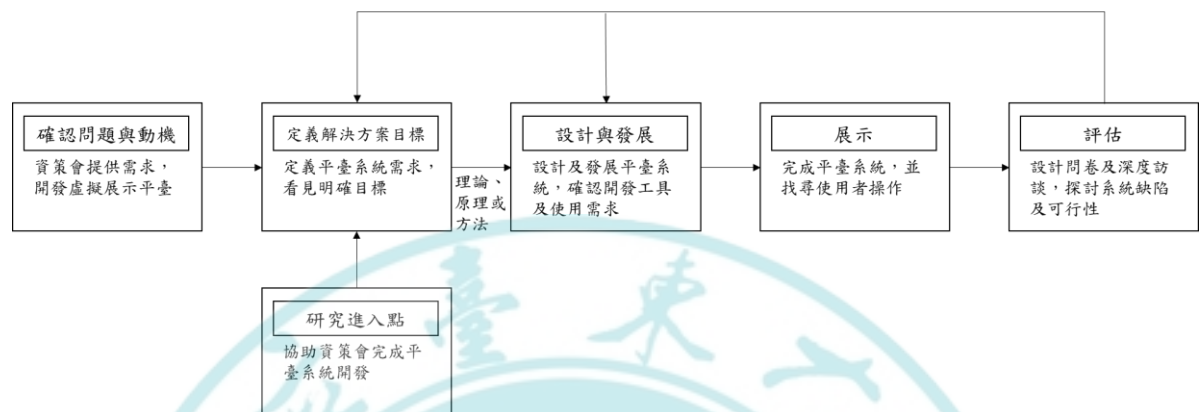 確認問題與動機
資策會提供需求，
開發虛擬展示平臺
定義解決方案目標
定義平臺系統需求，
看見明確目標
理論、
原理或
方法
設計與發展
設計及發展平臺系
統，確認開發工具
及使用需求
展示
完成平臺系統，並
找尋使用者操作
評估
設計問卷及深度訪
談，探討系統缺陷
及可行性
研究進入點
協助資策會完成平
臺系統開發
臺東大